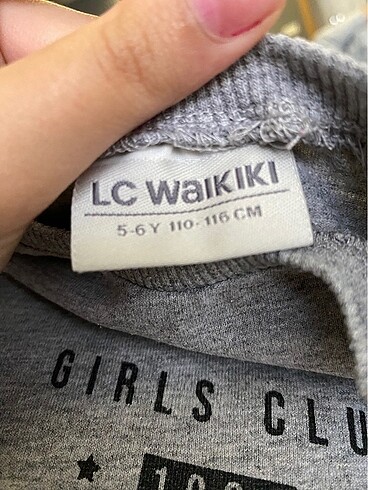 LC WaIKIKI
5-6 Y 110-116 CM
GIRLS CLU